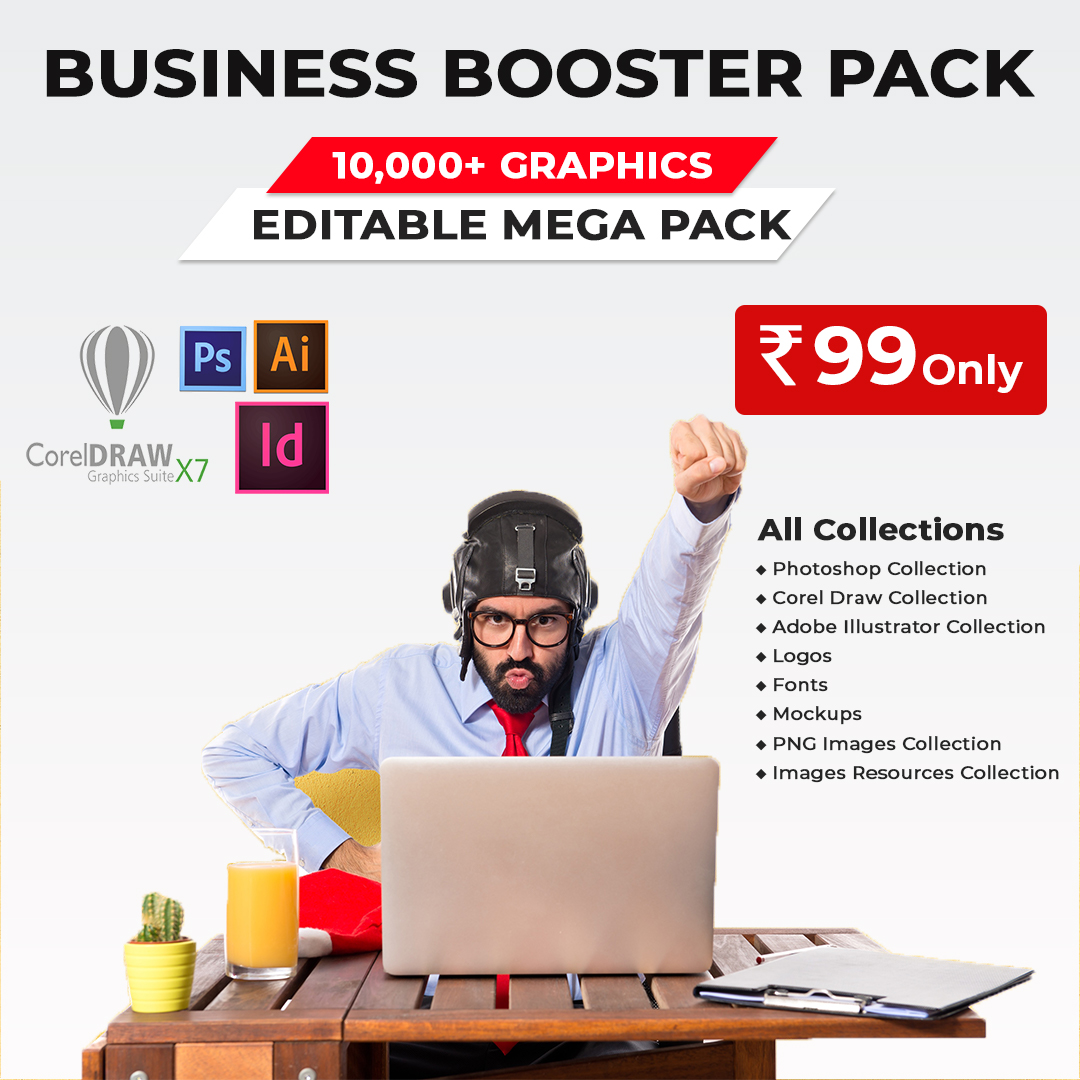 BUSINESS BOOSTER PACK
10,000+ GRAPHICS
EDITABLE MEGA PACK
Ps
Ai
Id
CorelDRAW
Graphics Suite X7
₹99 Only
All Collections
◆ Photoshop Collection
◆ Corel Draw Collection
◆ Adobe Illustrator Collection
◆ Logos
◆ Fonts
◆ Mockups
◆ PNG Images Collection
◆ Images Resources Collection